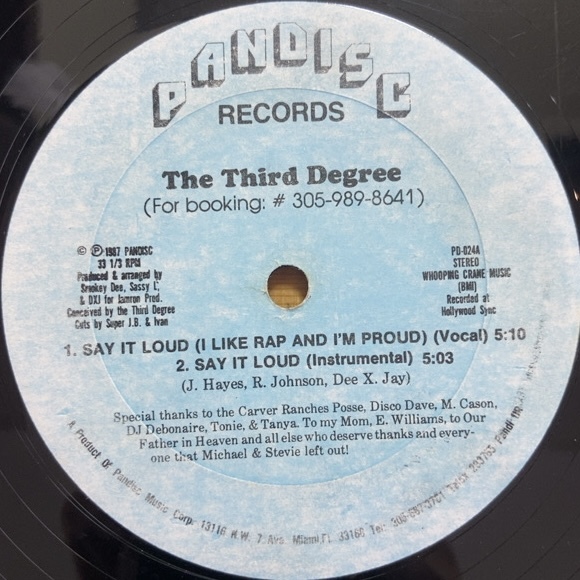 PANDISC
RECORDS
The Third Degree
(For booking: # 305-989-8641)
© ℗ 1987 PANDISC
33 1/3 RPM
Produced & arranged by
Smokey Dee, Sassy L,
& DXJ for Jamron Prod.
Conceived by the Third Degree
Cuts by Super J.B. & Ivan
PD-024A
STEREO
WHOOPING CRANE MUSIC
(BMI)
Recorded at
Hollywood Sync
1. SAY IT LOUD (I LIKE RAP AND I'M PROUD) (Vocal) 5:10
2. SAY IT LOUD (Instrumental) 5:03
(J. Hayes, R. Johnson, Dee X. Jay)
Special thanks to the Carver Ranches Posse, Disco Dave, M. Cason,
DJ Debonaire, Tonie, & Tanya. To my Mom, E. Williams, to Our
Father in Heaven and all else who deserve thanks and every-
one that Michael & Stevie left out!
A Product Of Pandisc Music Corp. 13116 N.W. 7 Ave. Miami, FL 33168 Tel: